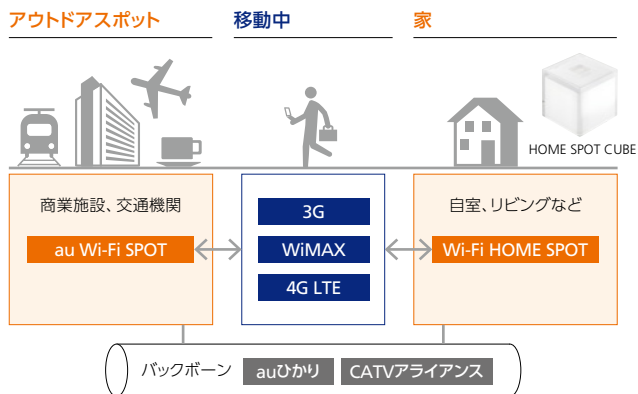 アウトドアスポット
移動中
家
HOME SPOT CUBE
商業施設、交通機関
au Wi-Fi SPOT
3G
WiMAX
4G LTE
自室、リビングなど
Wi-Fi HOME SPOT
バックボーン auひかり CATVアライアンス